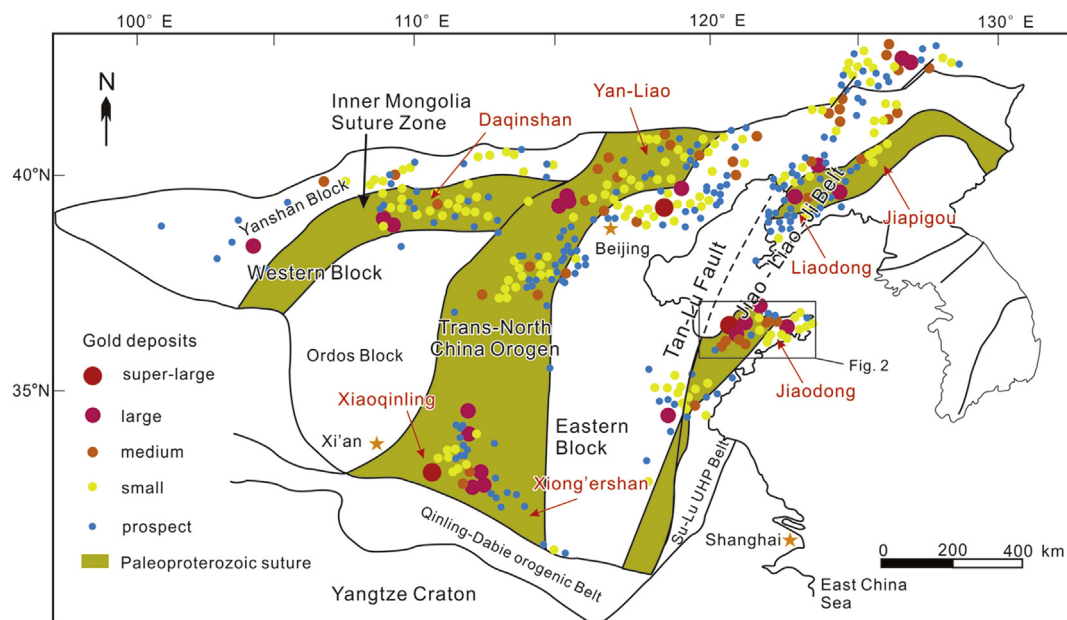 100° E
110° E
120° E
130° E
N
Inner Mongolia
Suture Zone
Daqinshan
Yan-Liao
40°N
Yanshan Block
Western Block
Beijing
Jiao-Liao-Ji Belt
Jiapigou
Liaodong
Tan-Lu Fault
Trans-North
China Orogen
Ordos Block
Fig. 2
Jiaodong
35°N
Gold deposits
super-large
large
medium
small
prospect
Paleoproterozoic suture
Xiaoqinling
Xi'an
Eastern
Block
Xiong'ershan
Su-Lu UHP Belt
Qinling-Dabie orogenic Belt
Shanghai
0 200 400 km
Yangtze Craton
East China
Sea